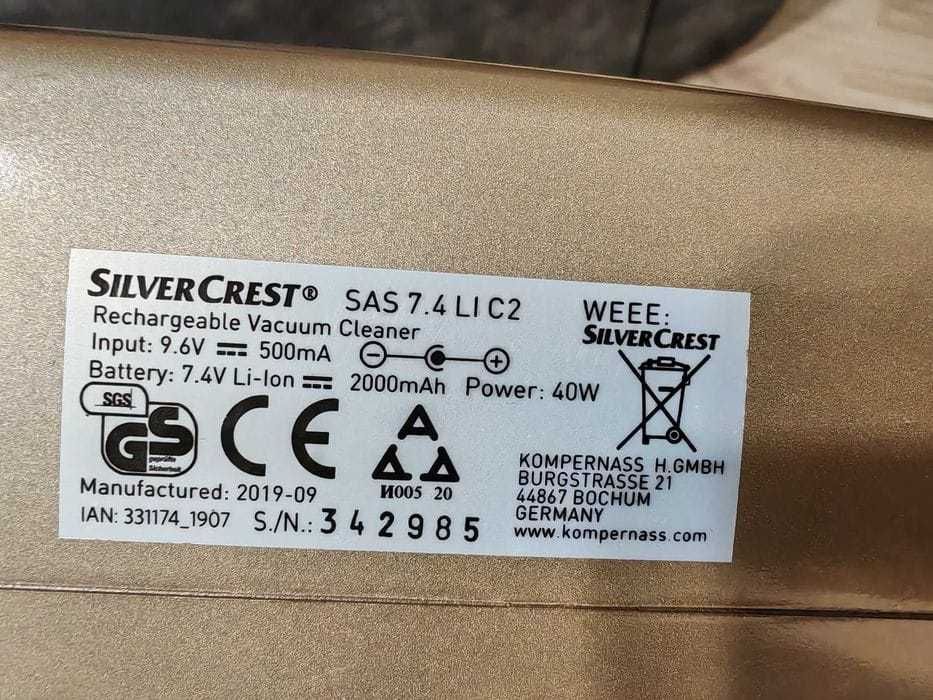 SILVERCREST® SAS 7.4 LI C2
Rechargeable Vacuum Cleaner
Input: 9.6V 500mA
Battery: 7.4V Li-Ion 2000mAh Power: 40W
WEEE:
SILVERCREST
SGS
GS
geprüfte
Sicherheit
CE
И005 20
Manufactured: 2019-09
IAN: 331174_1907 S./N.: 342985
KOMPERNASS H.GMBH
BURGSTRASSE 21
44867 BOCHUM
GERMANY
www.kompernass.com